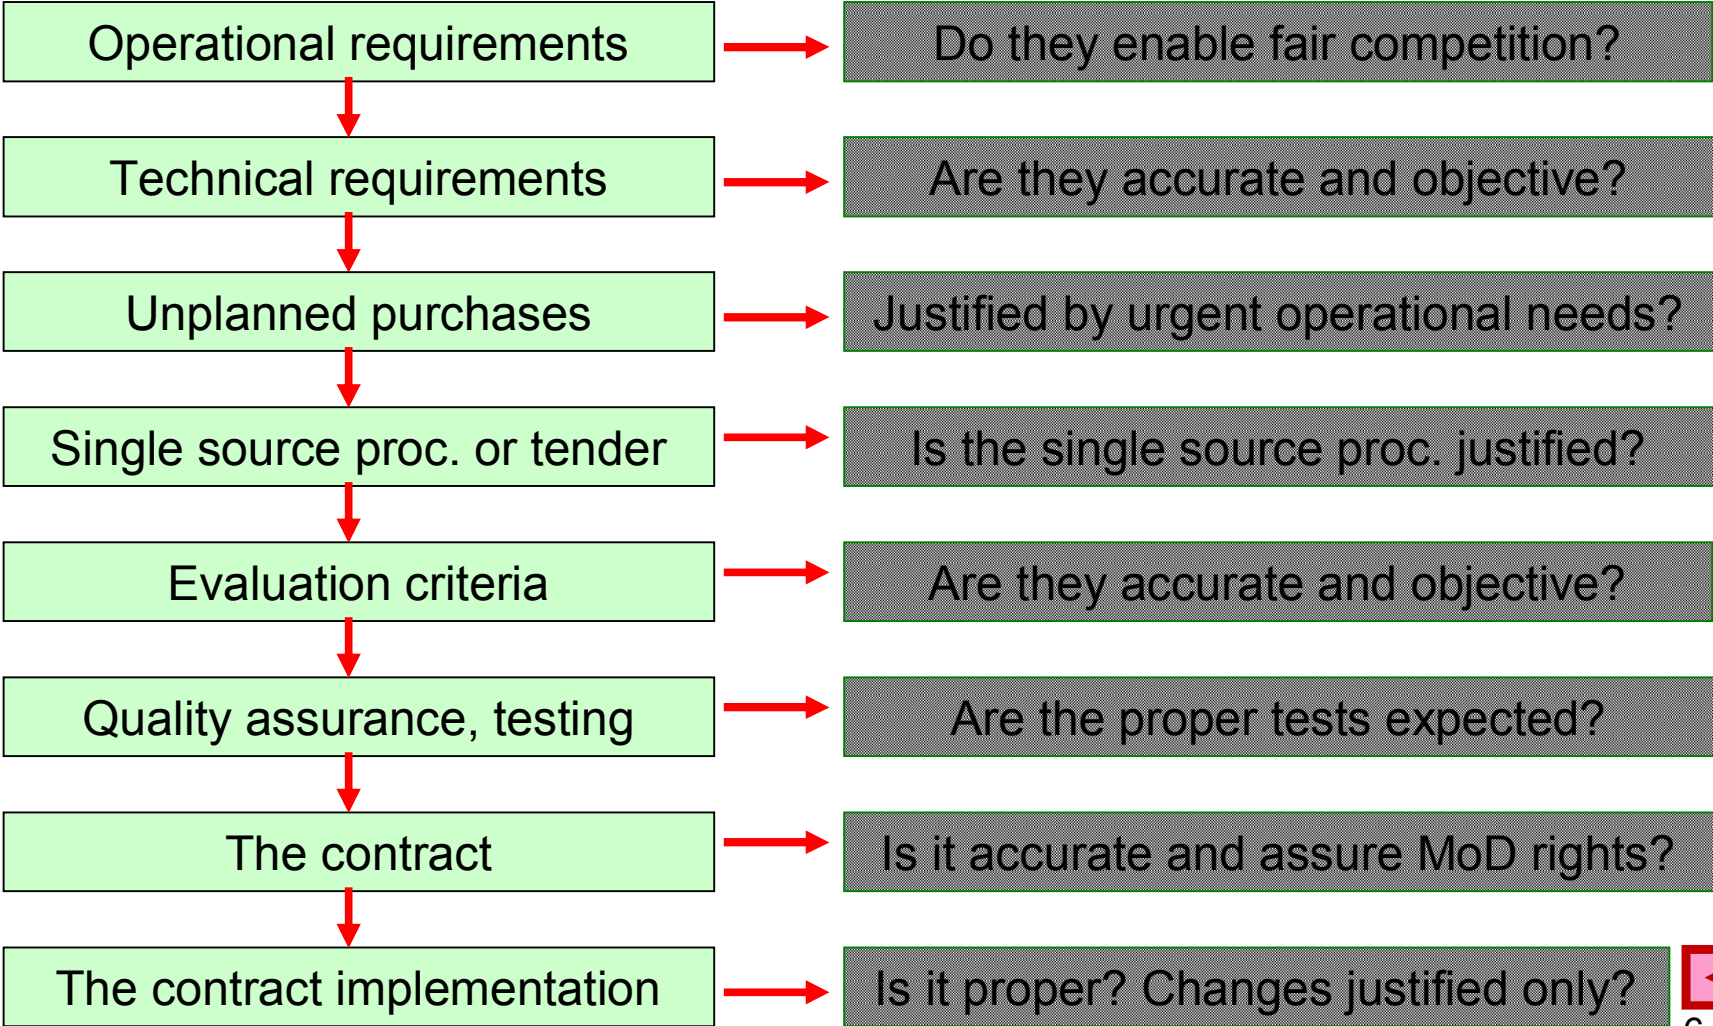 Operational requirements
Do they enable fair competition?
Technical requirements
Are they accurate and objective?
Unplanned purchases
Justified by urgent operational needs?
Single source proc. or tender
Is the single source proc. justified?
Evaluation criteria
Are they accurate and objective?
Quality assurance, testing
Are the proper tests expected?
The contract
Is it accurate and assure MoD rights?
The contract implementation
Is it proper? Changes justified only?